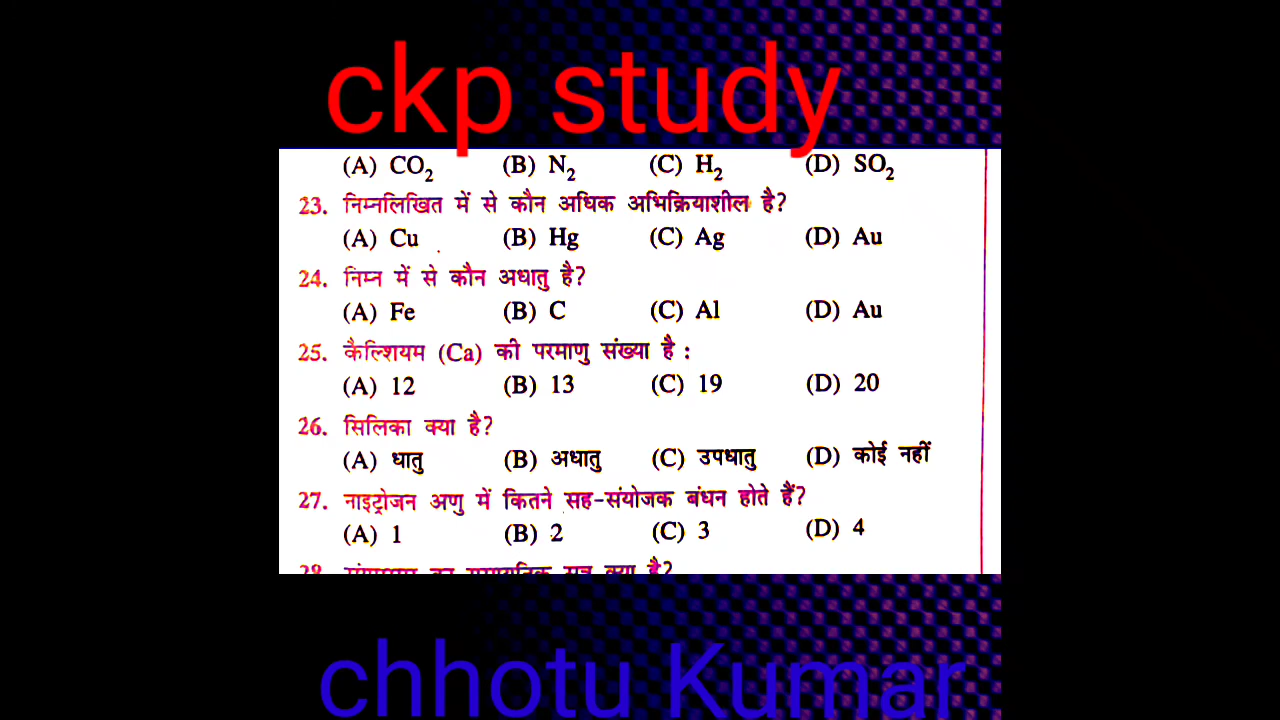 ckp study
(A) CO₂ (B) N₂ (C) H₂ (D) SO₂
23. निम्नलिखित में से कौन अधिक अभिक्रियाशील है?
(A) Cu (B) Hg (C) Ag (D) Au
24. निम्न में से कौन अधातु है?
(A) Fe (B) C (C) Al (D) Au
25. कैल्शियम (Ca) की परमाणु संख्या है :
(A) 12 (B) 13 (C) 19 (D) 20
26. सिलिका क्या है?
(A) धातु (B) अधातु (C) उपधातु (D) कोई नहीं
27. नाइट्रोजन अणु में कितने सह-संयोजक बंधन होते हैं?
(A) 1 (B) 2 (C) 3 (D) 4
28. क्या है?
chhotu Kumar